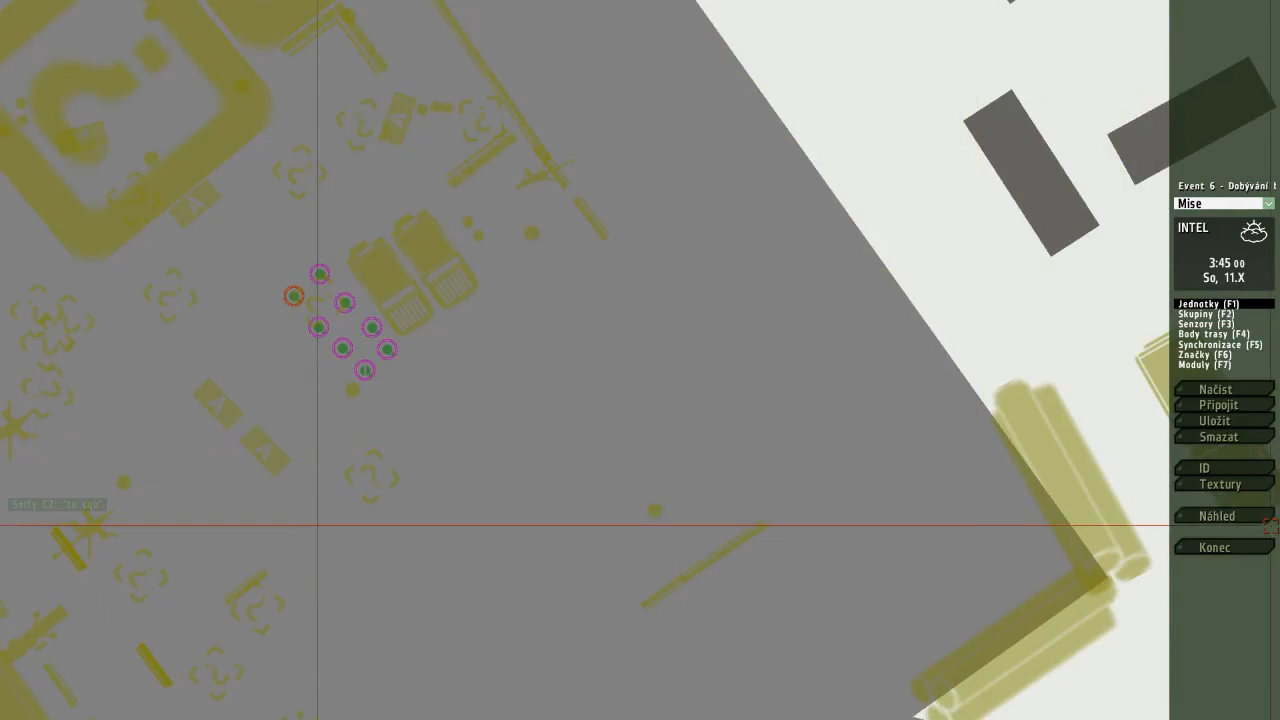 Event 6 - Dobývání
Mise
INTEL
3:45 00
So, 11.X
Jednotky (F1)
Skupiny (F2)
Senzory (F3)
Body trasy (F4)
Synchronizace (F5)
Značky (F6)
Moduly (F7)
Načíst
Připojit
Uložit
Smazat
ID
Textury
Náhled
Konec